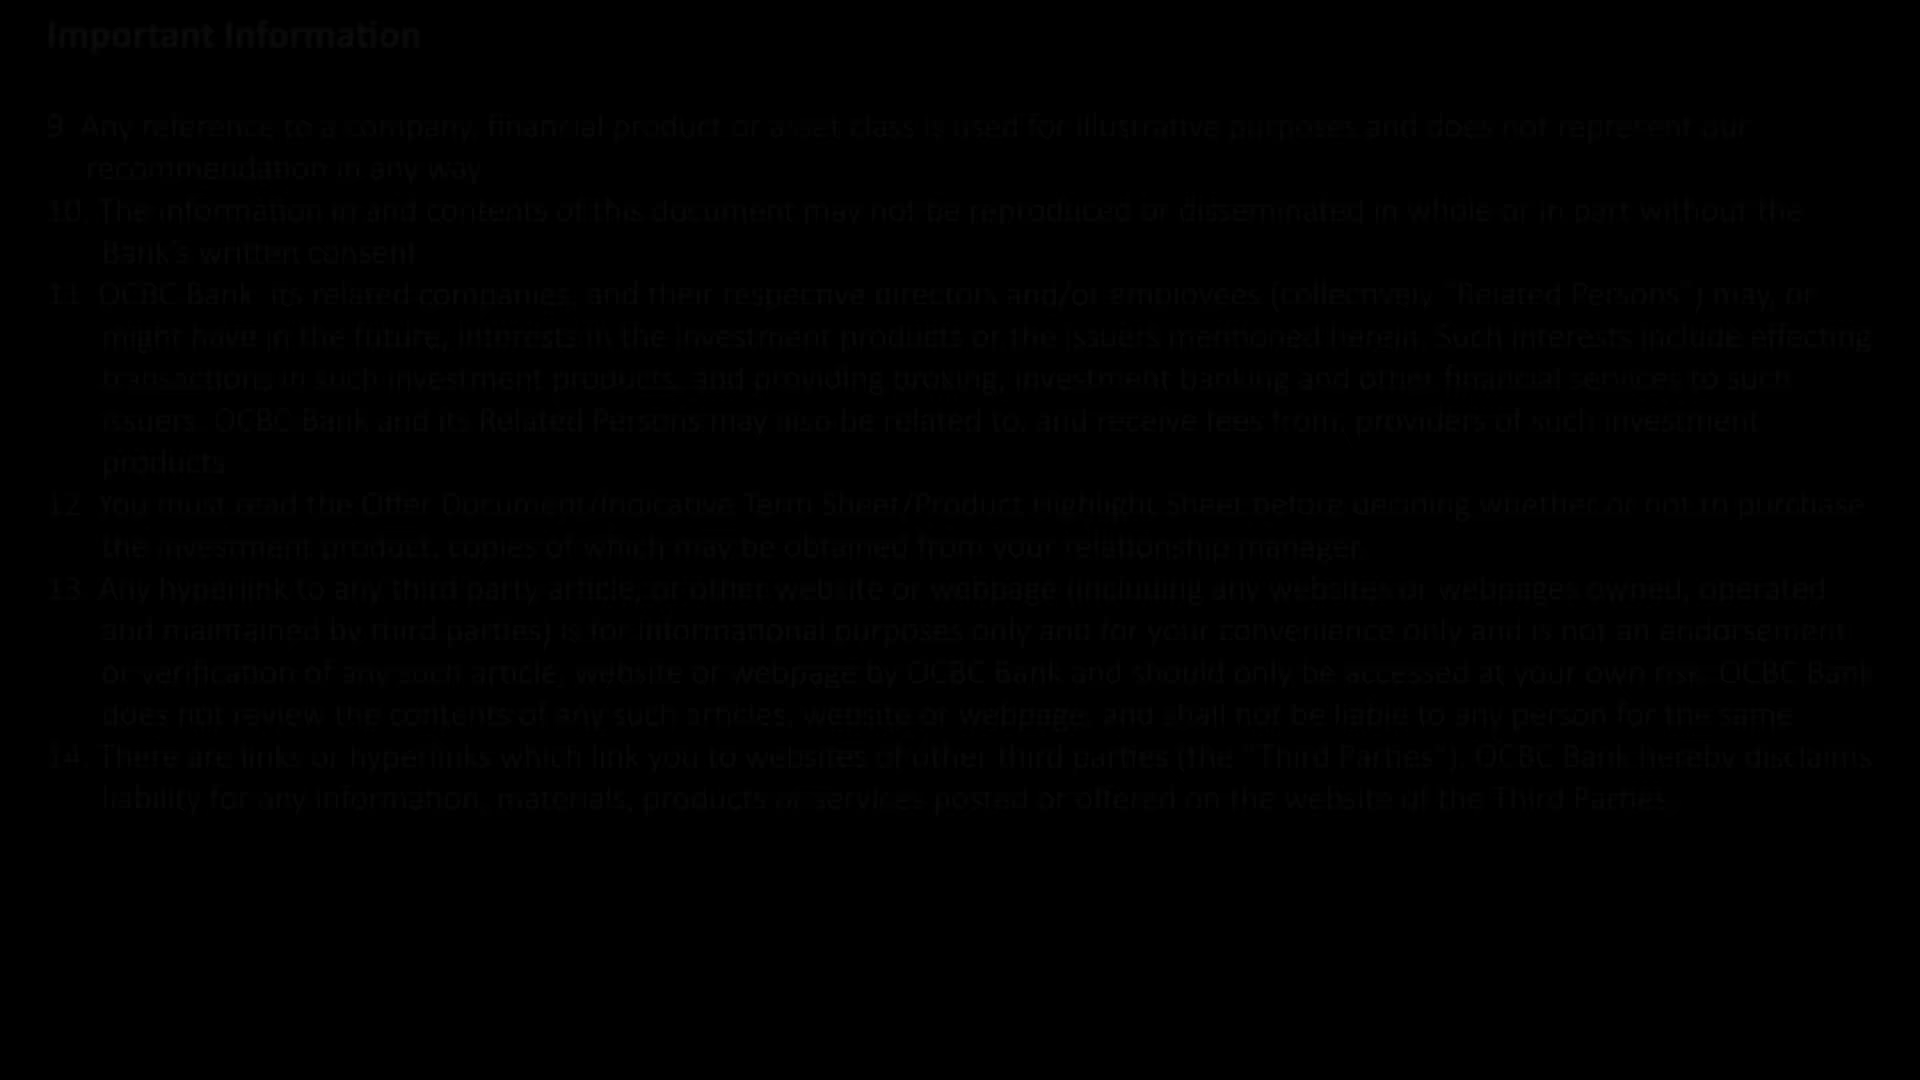 Important Information
9. Any reference to a company, financial product or asset class is used for illustrative purposes and does not represent our
recommendation in any way.
10. The information in and contents of this document may not be reproduced or disseminated in whole or in part without the
Bank's written consent.
11. OCBC Bank, its related companies, and their respective directors and/or employees (collectively "Related Persons") may, or
might have in the future, interests in the investment products or the issuers mentioned herein. Such interests include effecting
transactions in such investment products, and providing broking, investment banking and other financial services to such
issuers. OCBC Bank and its Related Persons may also be related to, and receive fees from, providers of such investment
products.
12. You must read the Offer Document/Indicative Term Sheet/Product Highlight Sheet before deciding whether or not to purchase
the investment product, copies of which may be obtained from your relationship manager.
13. Any hyperlink to any third party article, or other website or webpage (including any websites or webpages owned, operated
and maintained by third parties) is for informational purposes only and for your convenience only and is not an endorsement
or verification of any such article, website or webpage by OCBC Bank and should only be accessed at your own risk. OCBC Bank
does not review the contents of any such articles, website or webpage, and shall not be liable to any person for the same.
14. There are links or hyperlinks which link you to websites of other third parties (the "Third Parties"). OCBC Bank hereby disclaims
liability for any information, materials, products or services posted or offered on the website of the Third Parties.